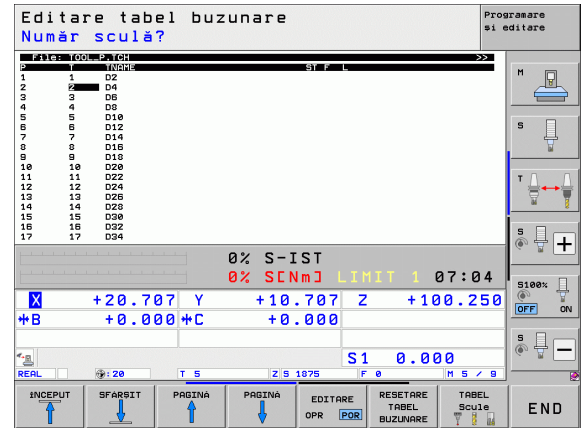 Editare tabel buzunare
Număr sculă?
Programare
și editare
File: TOOL_P.TCH >>
P T TNAME ST F L
1 1 D2
2 2 D4
3 3 D6
4 4 D8
5 5 D10
6 6 D12
7 7 D14
8 8 D16
9 9 D18
10 10 D20
11 11 D22
12 12 D24
13 13 D26
14 14 D28
15 15 D30
16 16 D32
17 17 D34
0% S-IST
0% S[Nm] LIMIT 1 07:04
X +20.707 Y +10.707 Z +100.250
B +0.000 C +0.000
S1 0.000
REAL : 20 T 5 Z S 1875 F 0 M 5 / 9
M
S
T
S
+
S100%
OFF ON
S
−
ÎNCEPUT
SFÂRȘIT
PAGINĂ
PAGINĂ
EDITARE
OPR POR
RESETARE
TABEL
BUZUNARE
TABEL
Scule
END